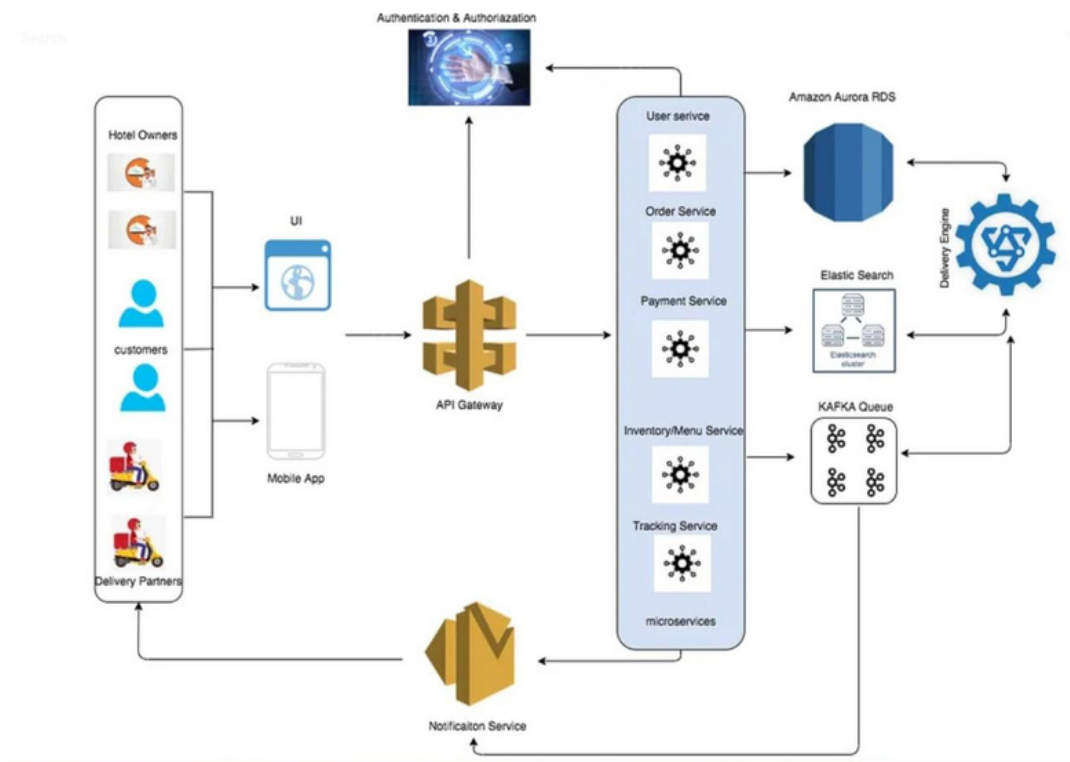 Search
Authentication & Authoriazation
Hotel Owners
customers
Delivery Partners
UI
Mobile App
API Gateway
User serivce
Order Service
Payment Service
Inventory/Menu Service
Tracking Service
microservices
Amazon Aurora RDS
Elastic Search
Elasticsearch
cluster
KAFKA Queue
Delivery Engine
Notificaiton Service